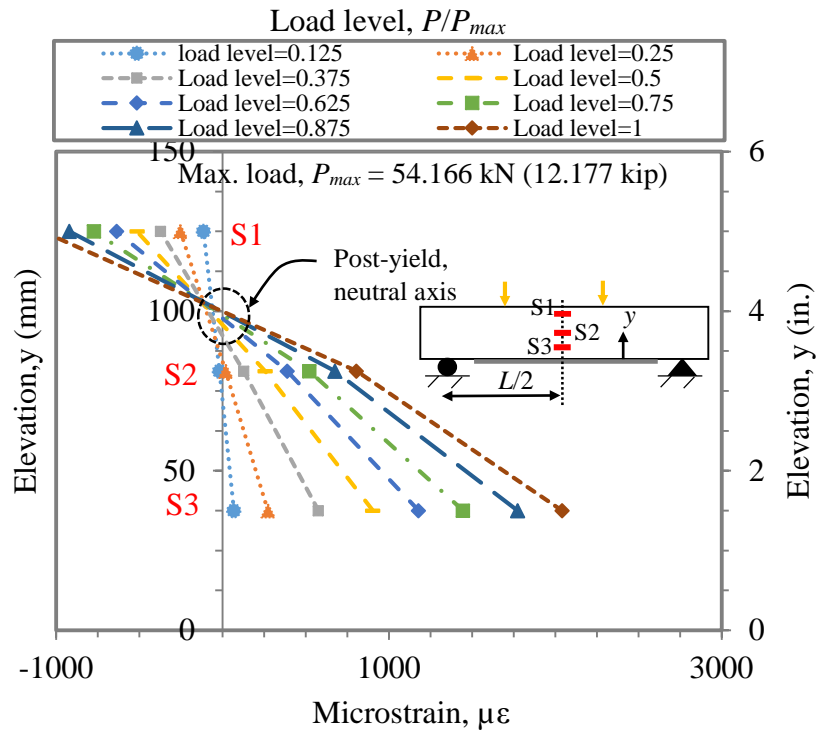 Load level, P/Pmax
load level=0.125
Load level=0.25
Load level=0.375
Load level=0.5
Load level=0.625
Load level=0.75
Load level=0.875
Load level=1
Max. load, Pmax = 54.166 kN (12.177 kip)
150
100
50
0
6
4
2
0
S1
S2
S3
Post-yield,
neutral axis
S1
S2
S3
y
L/2
Elevation,y (mm)
Elevation, y (in.)
-1000
1000
3000
Microstrain, µε